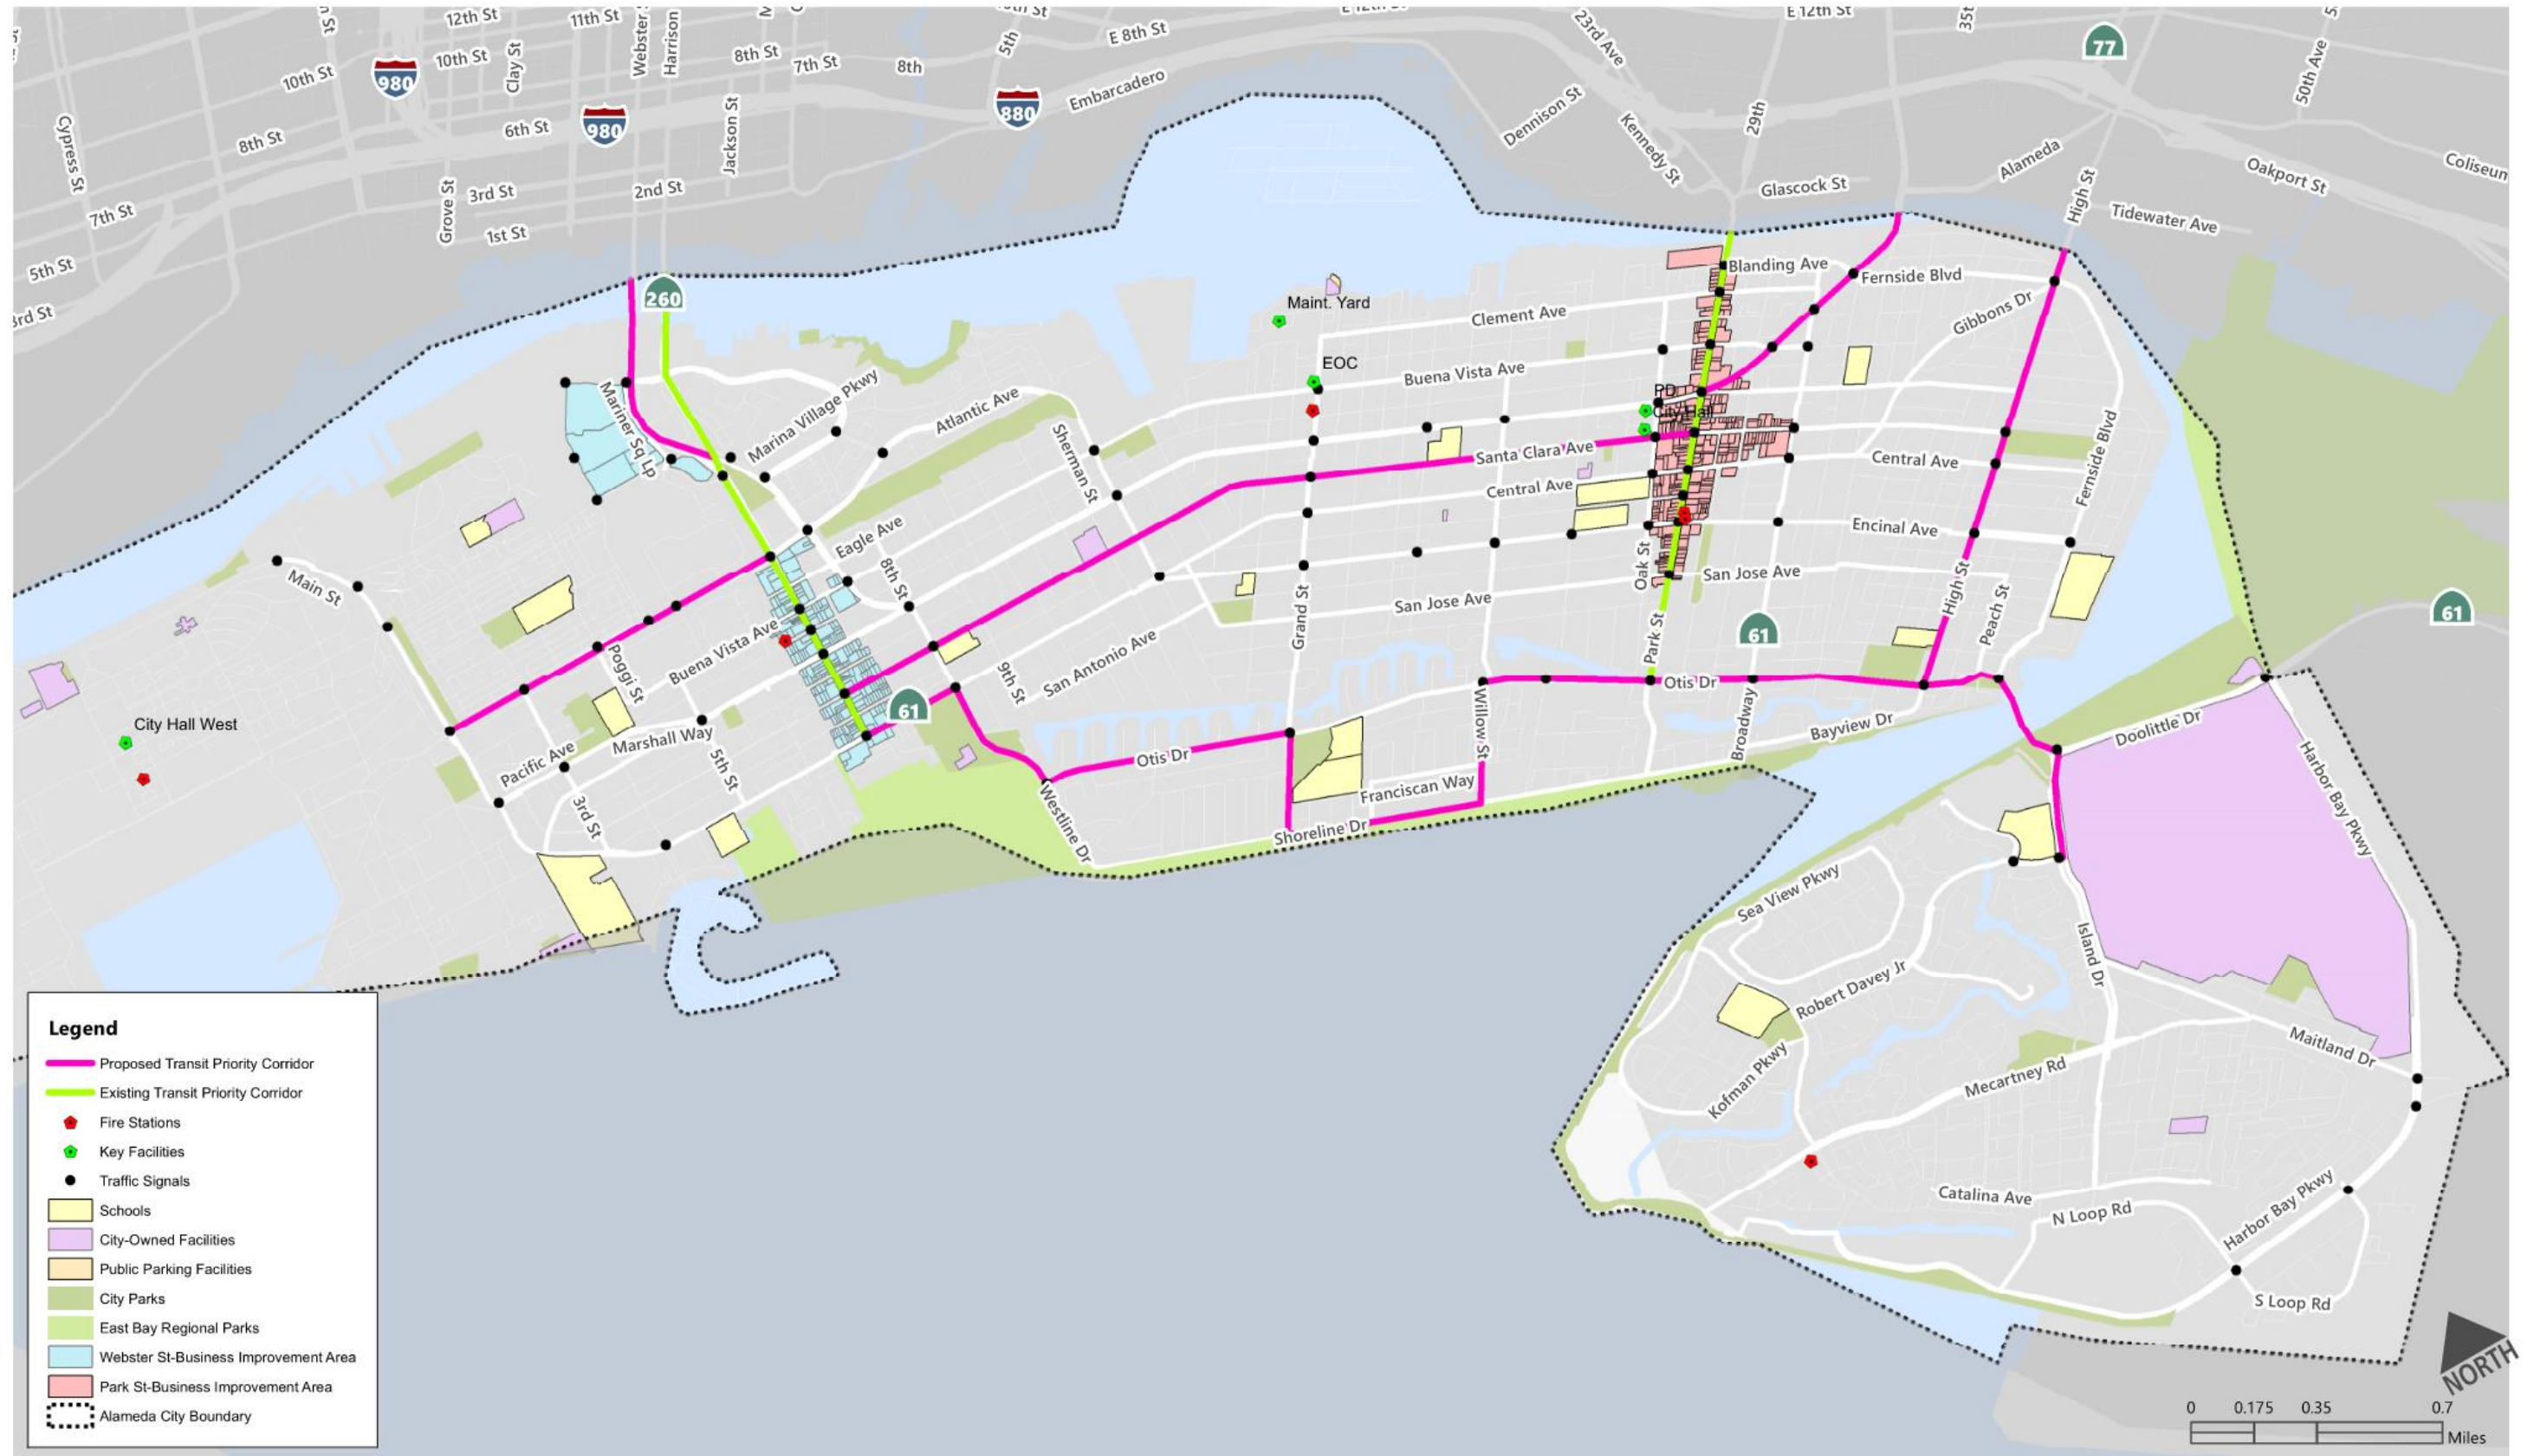 12th St
11th St
Webster
Harrison
10th St
E 8th St
23rd Ave
E 12th St
77
10th St
980
Clay St
8th St
7th St
8th
5th
Embarcadero
880
50th Ave
Cypress St
8th St
6th St
980
Jackson St
Dennison St
Kennedy St
29th
Alameda
Oakport St
Coliseum
7th St
Grove St
3rd St
2nd St
Glascock St
High St
Tidewater Ave
1st St
5th St
3rd St
260
Maint. Yard
Blanding Ave
Fernside Blvd
Gibbons Dr
Clement Ave
EOC
Buena Vista Ave
Mariner Sq Lp
Marina Village Pkwy
Atlantic Ave
PD
City Hall
Sherman St
Santa Clara Ave
Central Ave
Central Ave
Fernside Blvd
Eagle Ave
Encinal Ave
8th St
Oak St
San Jose Ave
San Jose Ave
High St
Peach St
Main St
Grand St
Park St
61
61
Poggi St
Buena Vista Ave
San Antonio Ave
9th St
61
Otis Dr
Willow St
Broadway
Bayview Dr
Doolittle Dr
Harbor Bay Pkwy
City Hall West
Marshall Way
Pacific Ave
5th St
Otis Dr
Franciscan Way
3rd St
Westline Dr
Shoreline Dr
Sea View Pkwy
Island Dr
Robert Davey Jr
Kofman Pkwy
Mecartney Rd
Maitland Dr
Catalina Ave
N Loop Rd
Harbor Bay Pkwy
S Loop Rd
Legend
Proposed Transit Priority Corridor
Existing Transit Priority Corridor
Fire Stations
Key Facilities
Traffic Signals
Schools
City-Owned Facilities
Public Parking Facilities
City Parks
East Bay Regional Parks
Webster St-Business Improvement Area
Park St-Business Improvement Area
Alameda City Boundary
NORTH
0 0.175 0.35 0.7
Miles